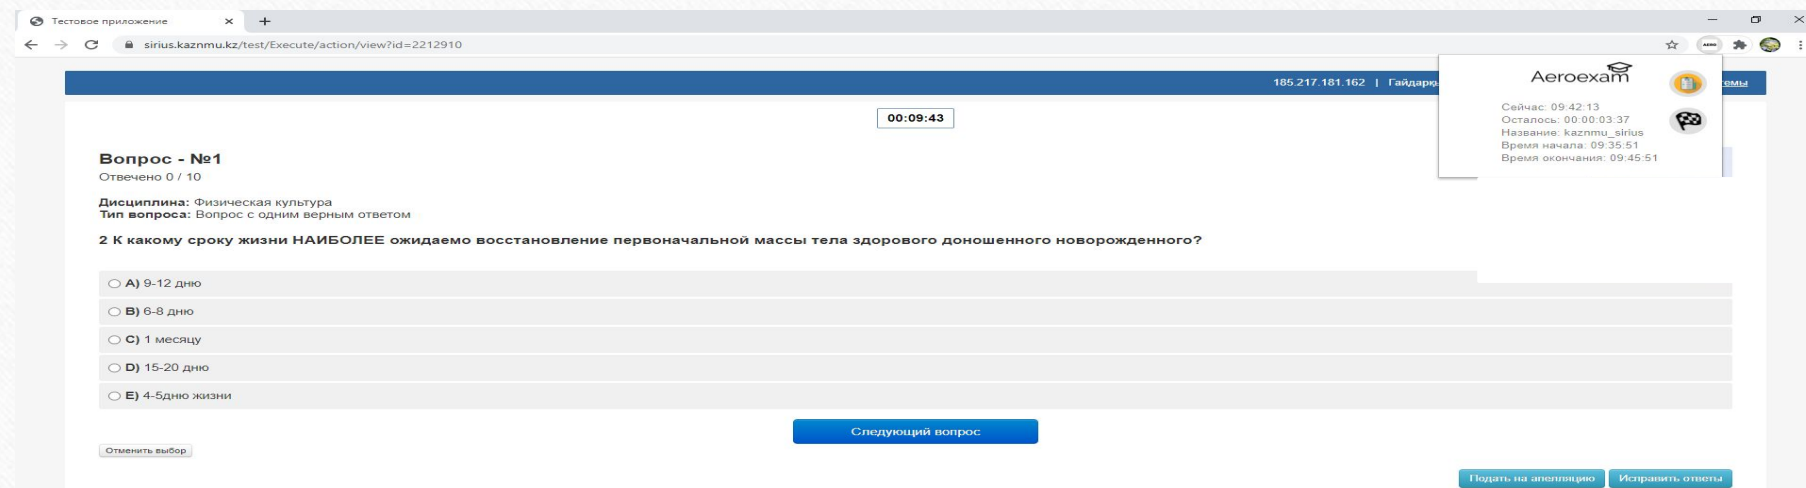 Тестовое приложение
sirius.kaznmu.kz/test/Execute/action/view?id=2212910
185.217.181.162 |
Aeroexam
Сейчас: 09:42:13
Осталось: 00:00:03:37
Название: kaznmu_sirius
Время начала: 09:35:51
Время окончания: 09:45:51
00:09:43
Вопрос - №1
Отвечено 0 / 10
Дисциплина: Физическая культура
Тип вопроса: Вопрос с одним верным ответом
2 К какому сроку жизни НАИБОЛЕЕ ожидаемо восстановление первоначальной массы тела здорового доношенного новорожденного?
A) 9-12 дню
B) 6-8 дню
C) 1 месяцу
D) 15-20 дню
E) 4-5дню жизни
Следующий вопрос
Отменить выбор
Подать на апелляцию
Исправить ответы